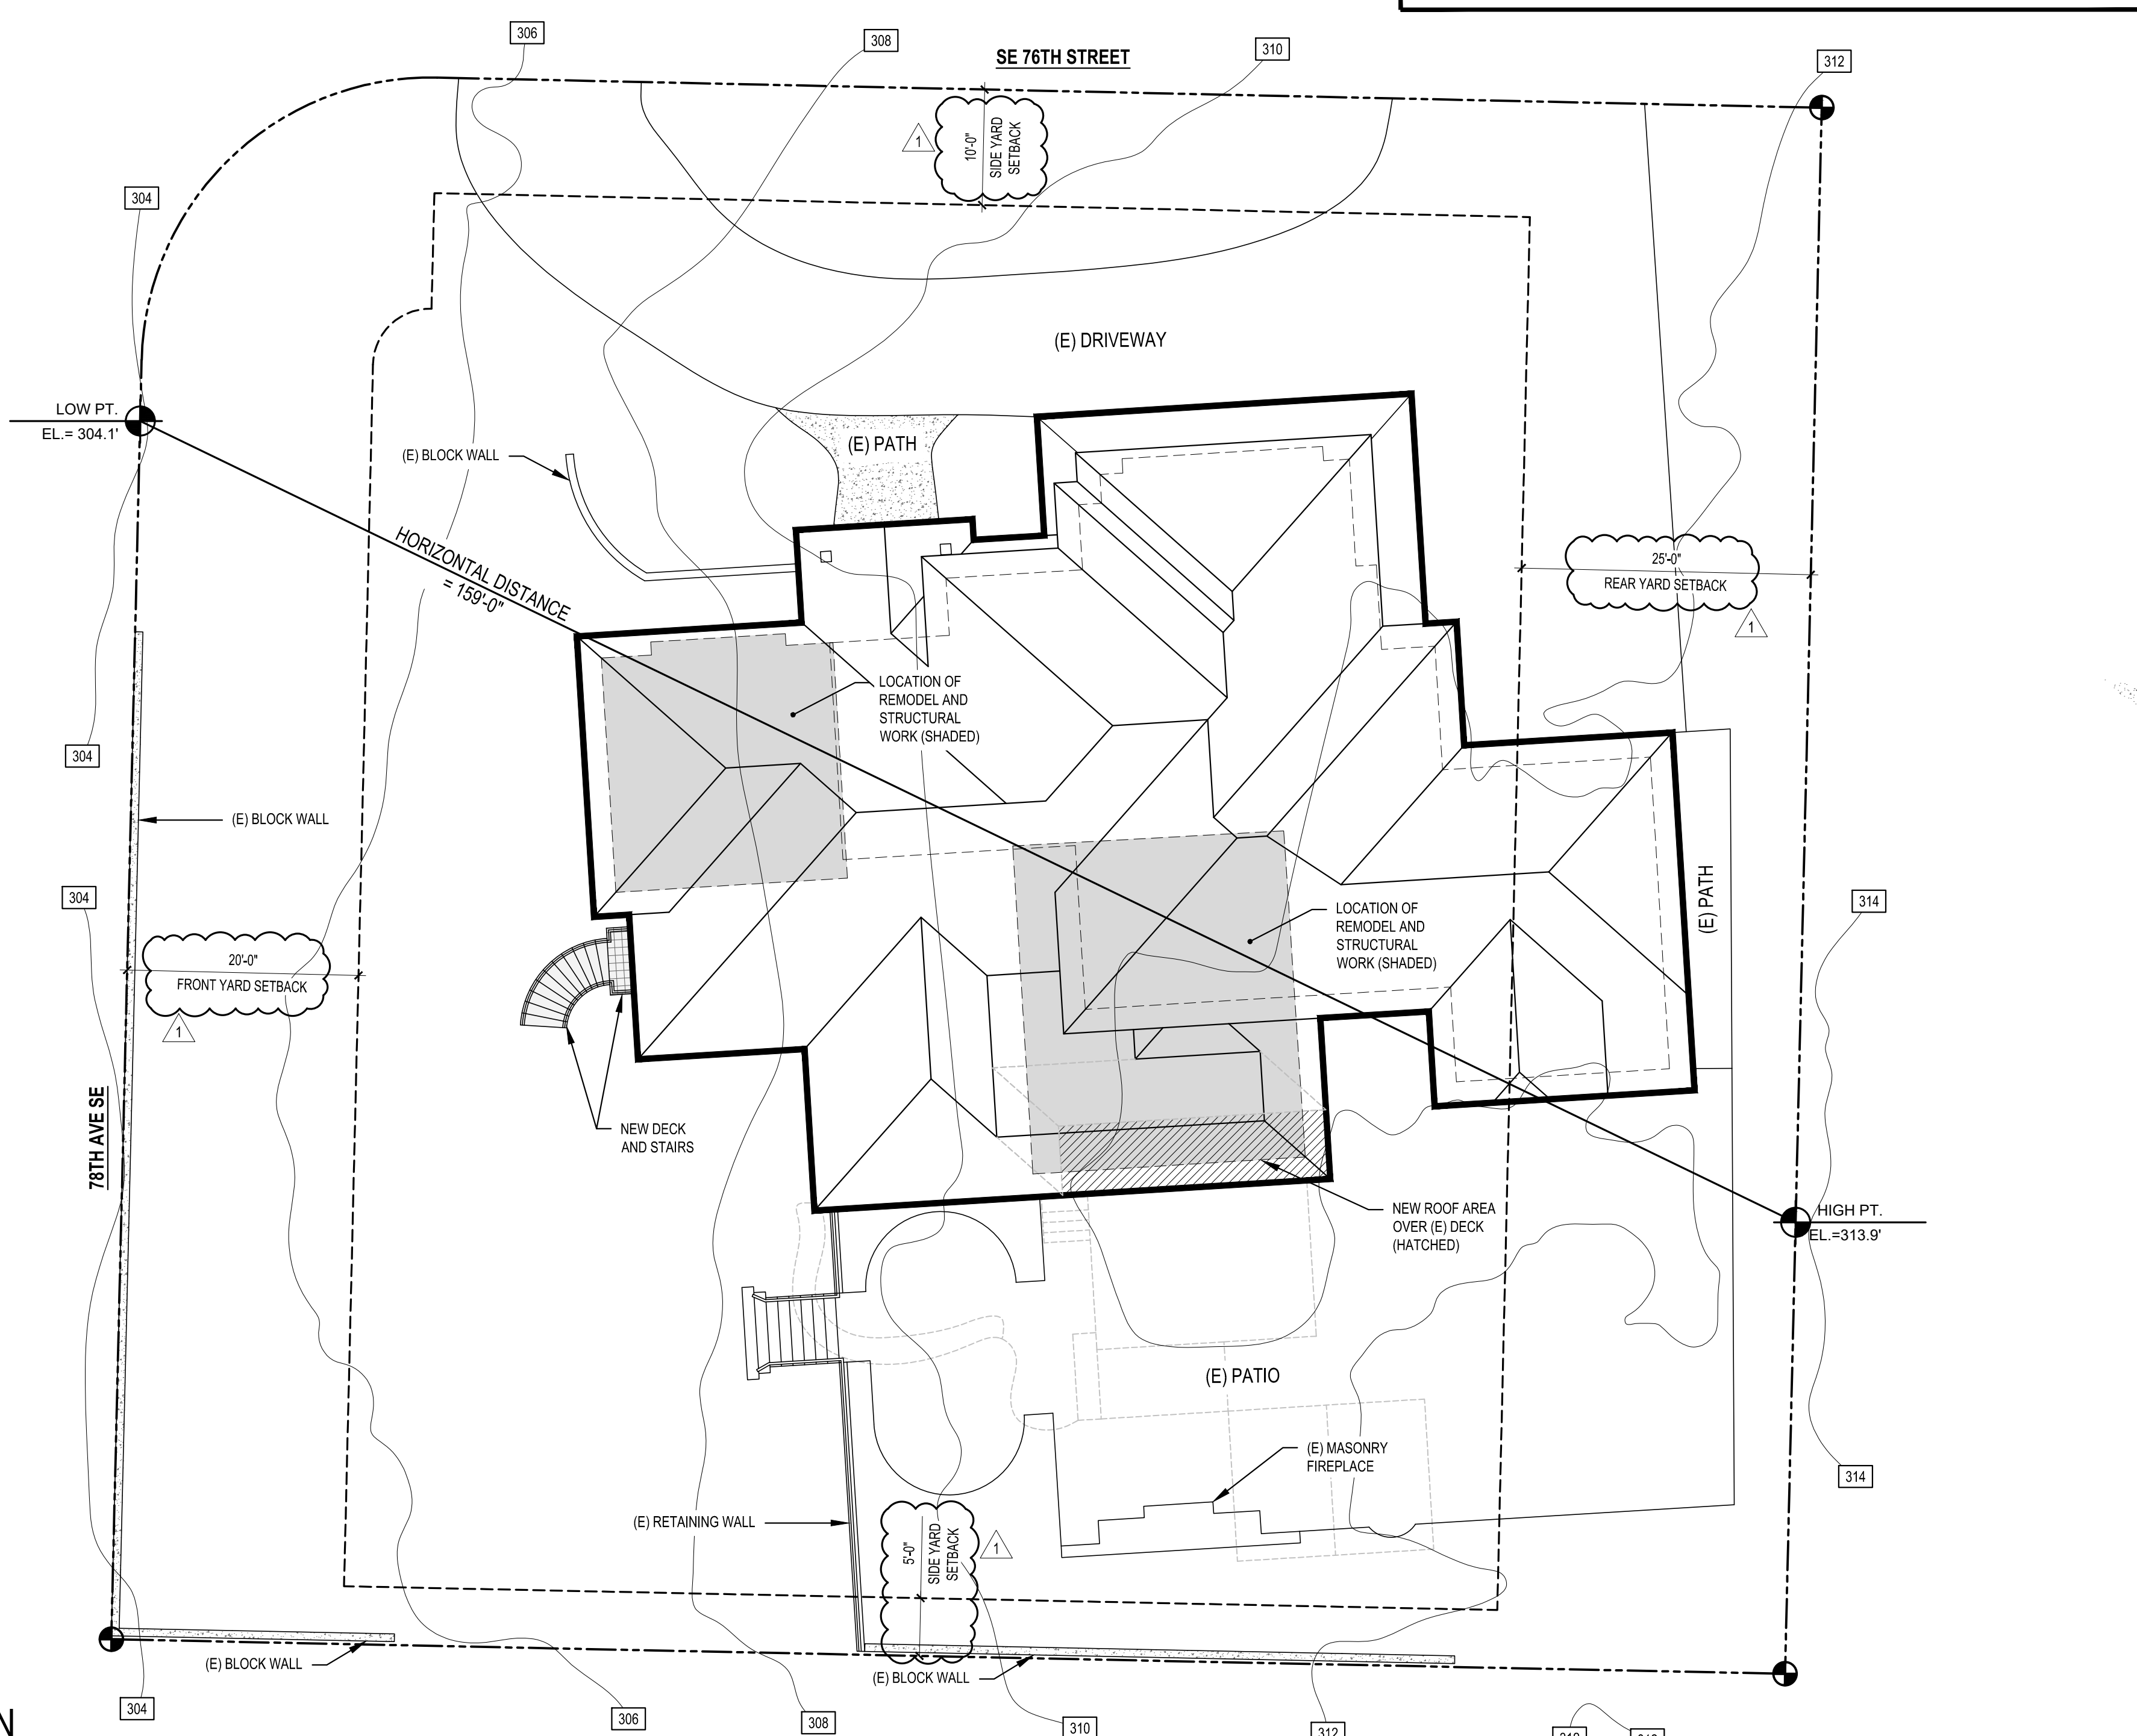 306
308
SE 76TH STREET
310
312
1
10'-0"
SIDE YARD
SETBACK
304
(E) DRIVEWAY
LOW PT.
EL.= 304.1'
(E) BLOCK WALL
(E) PATH
HORIZONTAL DISTANCE
= 159'-0"
25'-0"
REAR YARD SETBACK
1
LOCATION OF
REMODEL AND
STRUCTURAL
WORK (SHADED)
304
(E) BLOCK WALL
304
(E) PATH
314
LOCATION OF
REMODEL AND
STRUCTURAL
WORK (SHADED)
20'-0"
FRONT YARD SETBACK
1
78TH AVE SE
NEW DECK
AND STAIRS
NEW ROOF AREA
OVER (E) DECK
(HATCHED)
HIGH PT.
EL.=313.9'
(E) PATIO
(E) MASONRY
FIREPLACE
314
(E) RETAINING WALL
5'-0"
SIDE YARD
SETBACK
1
(E) BLOCK WALL
(E) BLOCK WALL
304
306
308
310
312
N